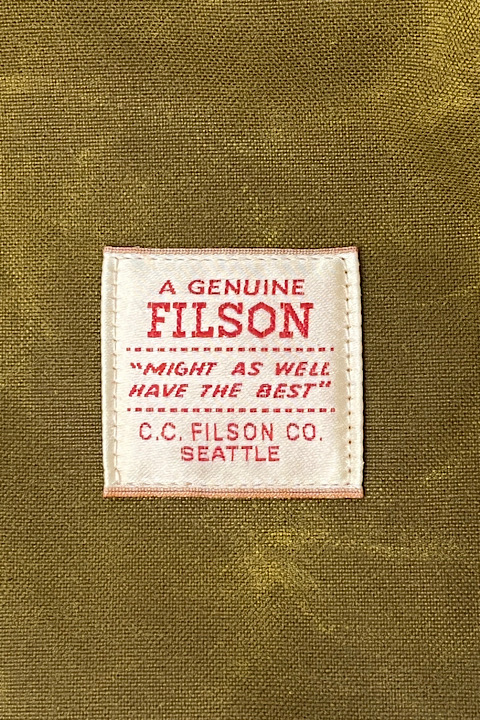 A GENUINE
FILSON
"MIGHT AS WELL
HAVE THE BEST"
C.C. FILSON CO.
SEATTLE